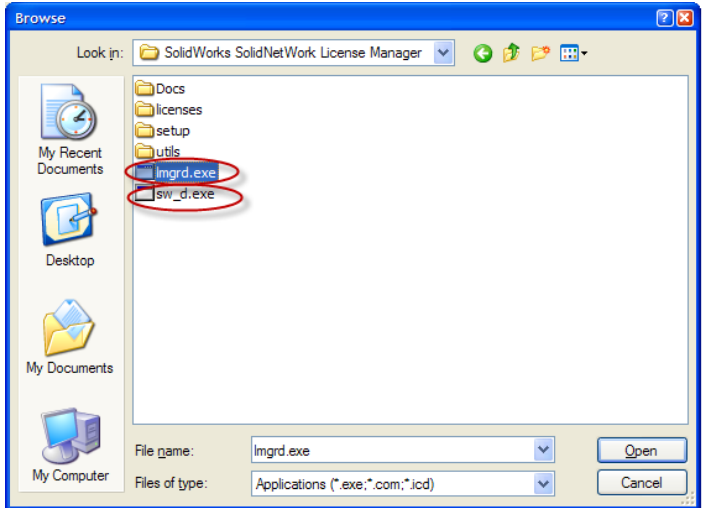 Browse
Look in:
SolidWorks SolidNetWork License Manager
My Recent
Documents
Desktop
My Documents
My Computer
Docs
licenses
setup
utils
lmgrd.exe
sw_d.exe
File name:
lmgrd.exe
Open
Files of type:
Applications (*.exe;*.com;*.icd)
Cancel